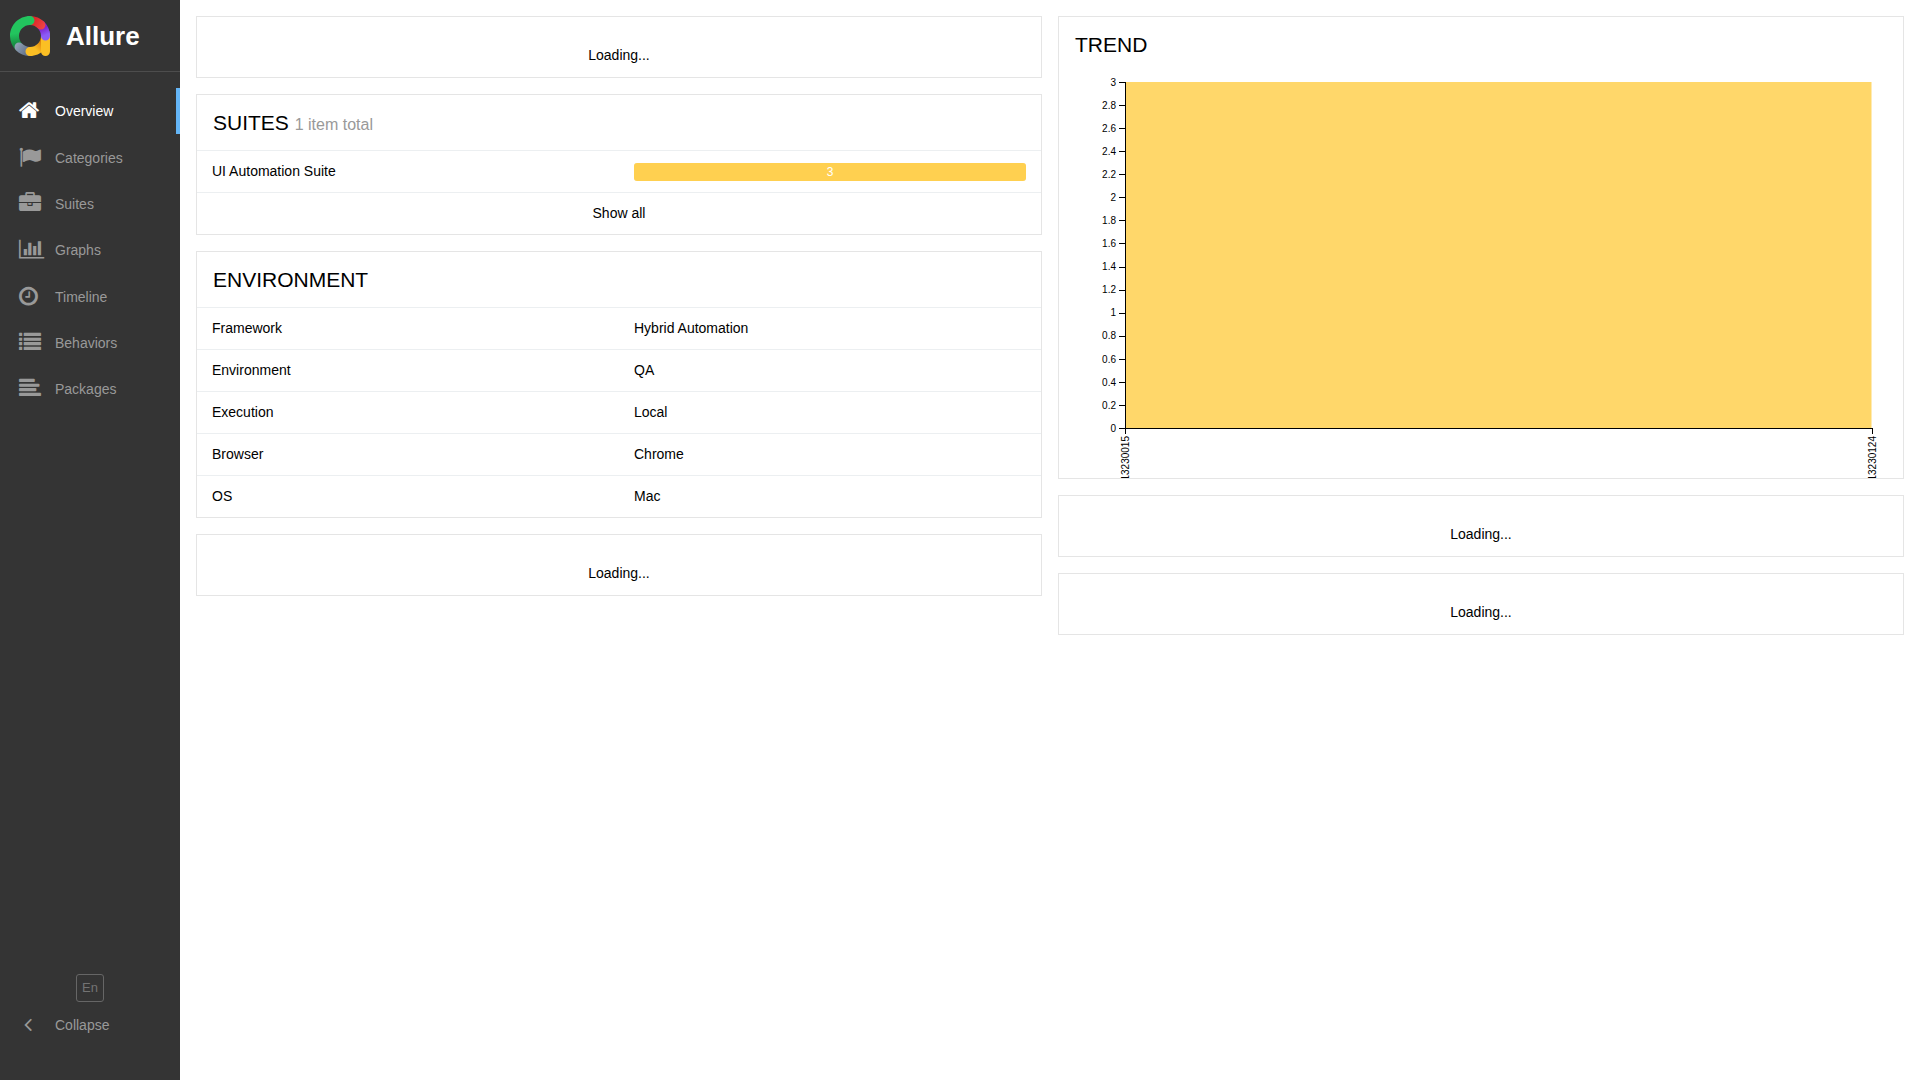 Allure
Overview
Categories
Suites
Graphs
Timeline
Behaviors
Packages
En
Collapse
Loading...
SUITES 1 item total
UI Automation Suite 3
Show all
ENVIRONMENT
Framework Hybrid Automation
Environment QA
Execution Local
Browser Chrome
OS Mac
Loading...
TREND
3
2.8
2.6
2.4
2.2
2
1.8
1.6
1.4
1.2
1
0.8
0.6
0.4
0.2
0
13230015
13230124
Loading...
Loading...